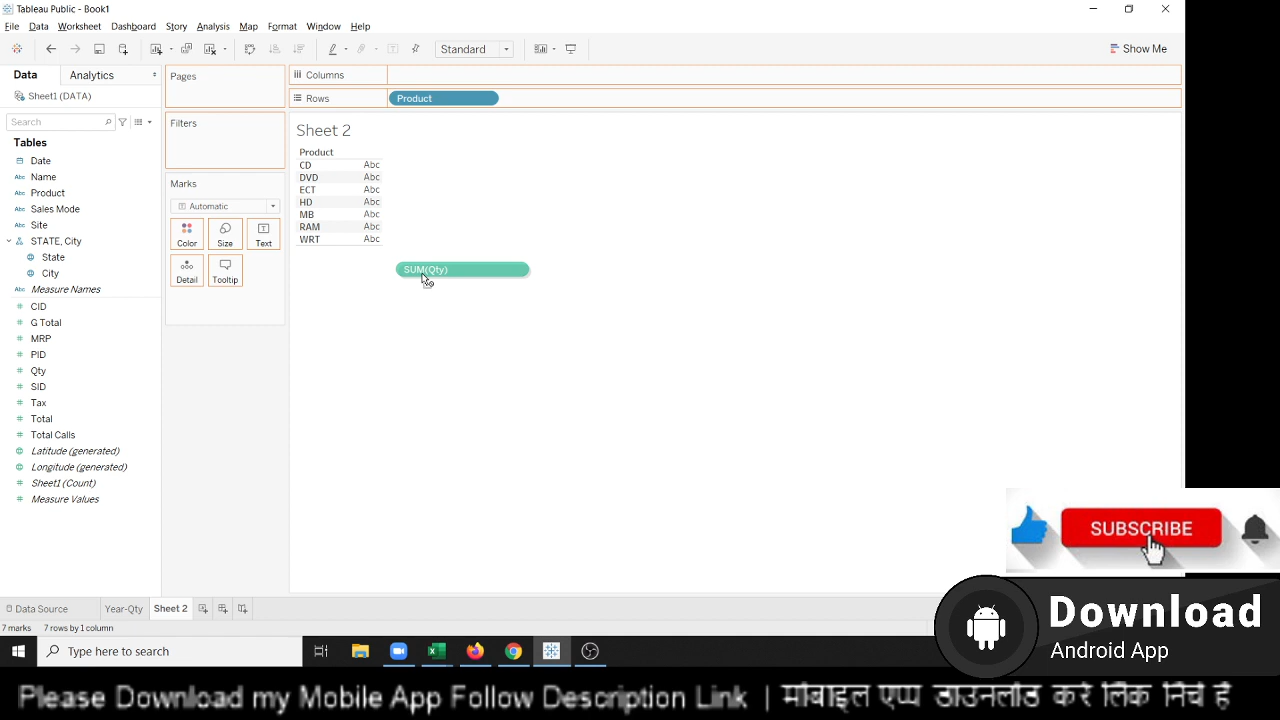 Tableau Public - Book1
File Data Worksheet Dashboard Story Analysis Map Format Window Help
Standard
Show Me
Data Analytics
Pages
Columns
Sheet1 (DATA)
Rows Product
Search
Filters
Tables
Sheet 2
Date
Name
Product
Sales Mode
Site
STATE, City
State
City
Measure Names
CID
G Total
MRP
PID
Qty
SID
Tax
Total
Total Calls
Latitude (generated)
Longitude (generated)
Sheet1 (Count)
Measure Values
Marks
Automatic
Color Size Text
Detail Tooltip
Product
CD Abc
DVD Abc
ECT Abc
HD Abc
MB Abc
RAM Abc
WRT Abc
SUM(Qty)
SUBSCRIBE
Data Source Year-Qty Sheet 2
7 marks 7 rows by 1 column
Download
Android App
Type here to search
Please Download my Mobile App Follow Description Link | मोबाइल एप्प डाउनलोड करे लिंक निचे है